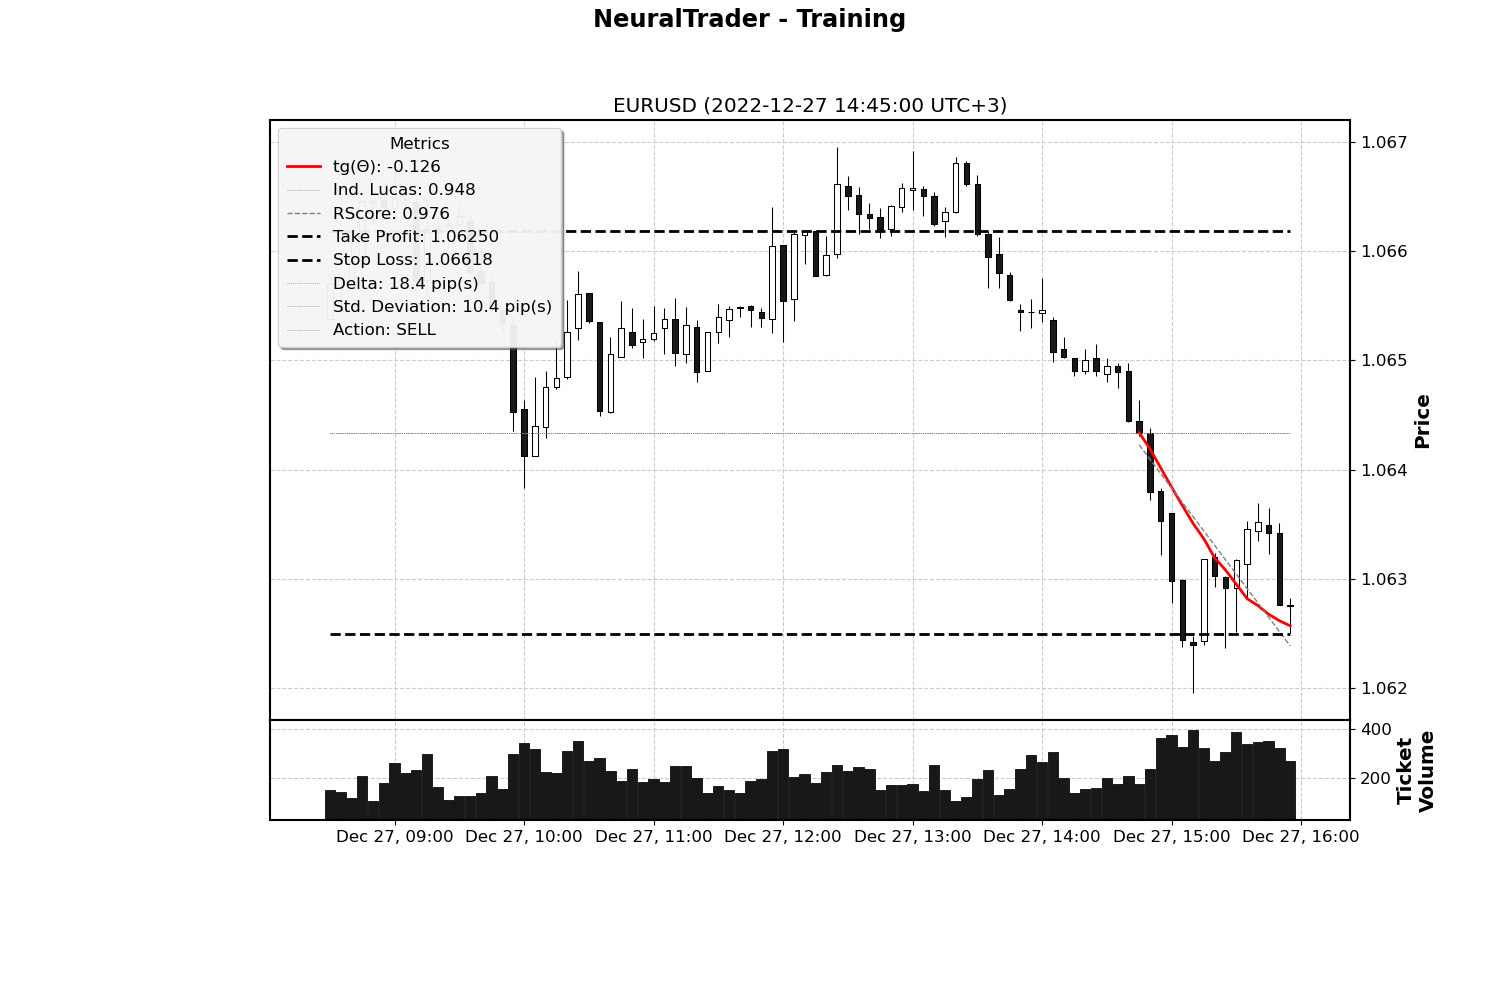 NeuralTrader - Training
EURUSD (2022-12-27 14:45:00 UTC+3)
Metrics
tg(Θ): -0.126
Ind. Lucas: 0.948
RScore: 0.976
Take Profit: 1.06250
Stop Loss: 1.06618
Delta: 18.4 pip(s)
Std. Deviation: 10.4 pip(s)
Action: SELL
1.067
1.066
1.065
1.064
1.063
1.062
Price
400
200
Ticket
Volume
Dec 27, 09:00 Dec 27, 10:00 Dec 27, 11:00 Dec 27, 12:00 Dec 27, 13:00 Dec 27, 14:00 Dec 27, 15:00 Dec 27, 16:00